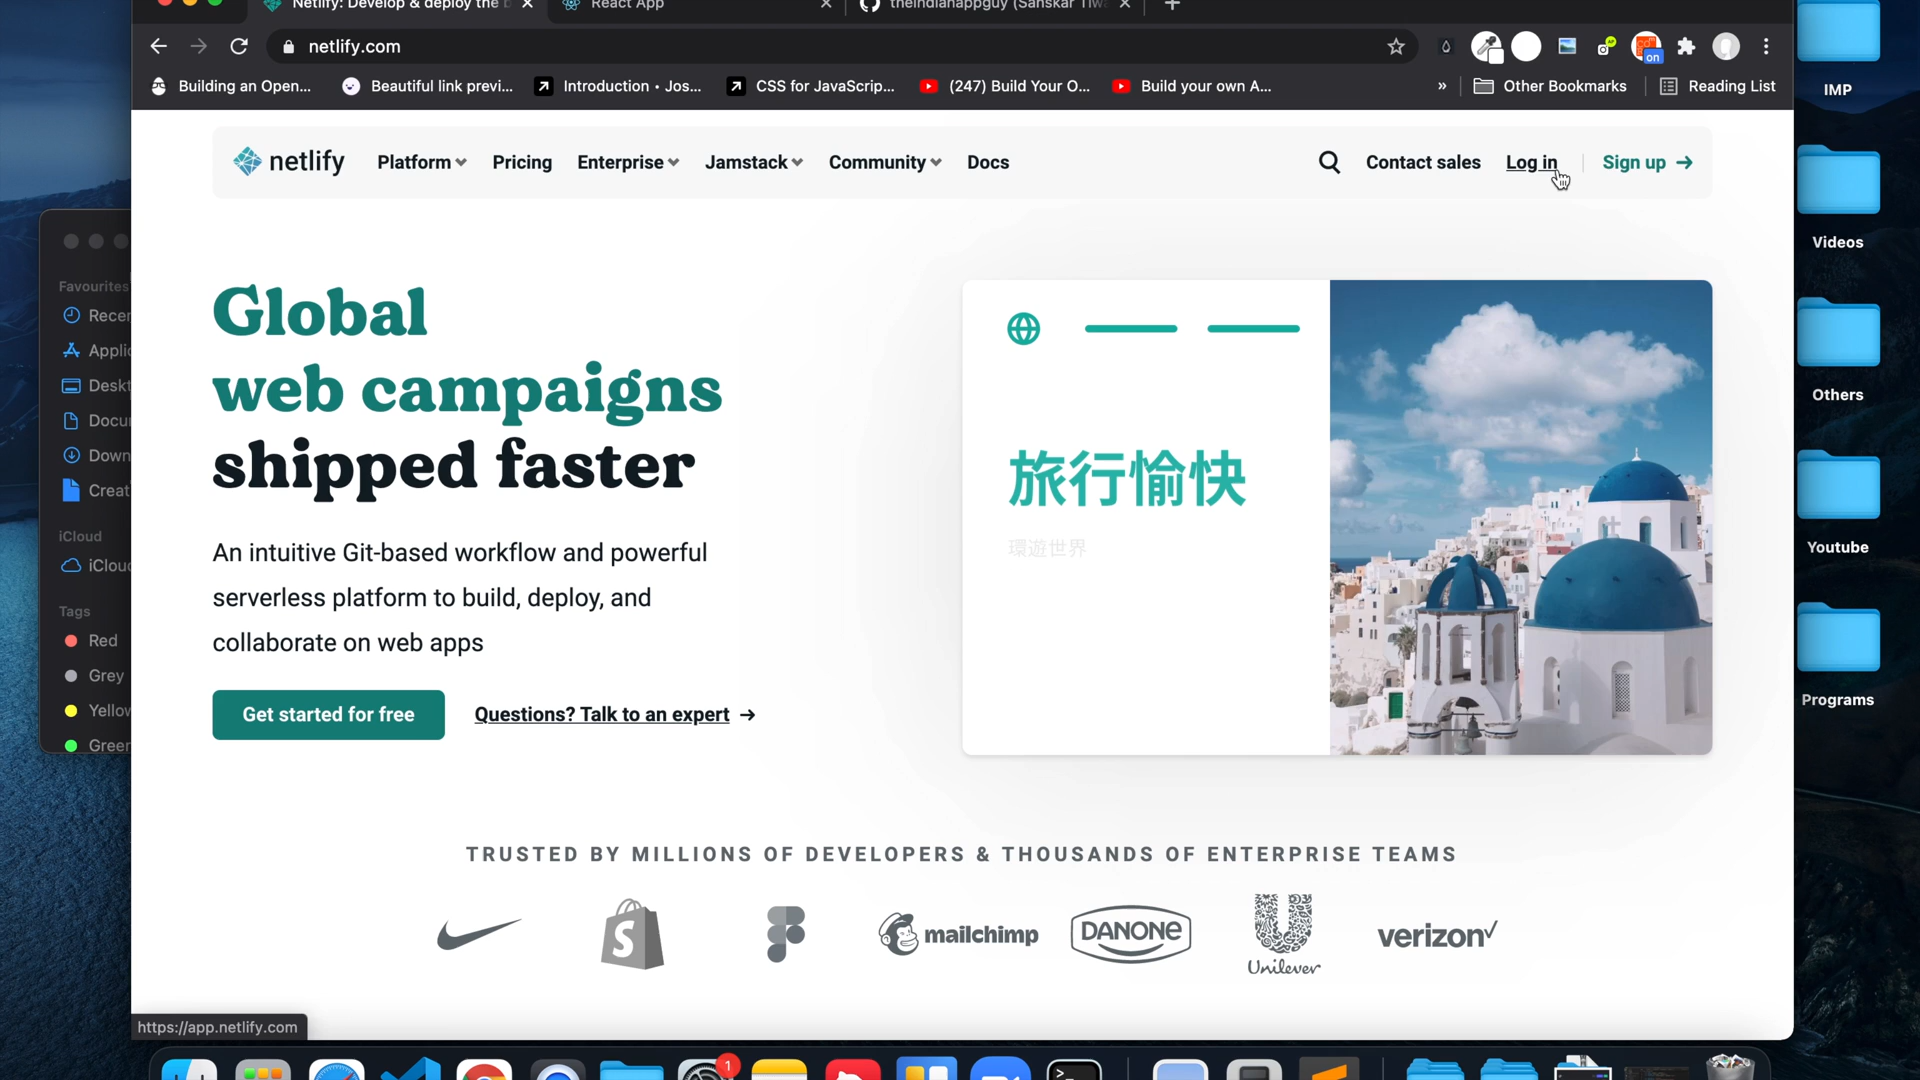 Netlify: Develop & deploy the b
React App
theindianappguy (Sanskar Tiwa
netlify.com
on
Building an Open...
Beautiful link previ...
Introduction • Jos...
CSS for JavaScrip...
(247) Build Your O...
Build your own A...
»
Other Bookmarks
Reading List
netlify
Platform
Pricing
Enterprise
Jamstack
Community
Docs
Contact sales
Log in
Sign up →
Global
web campaigns
shipped faster
An intuitive Git-based workflow and powerful
serverless platform to build, deploy, and
collaborate on web apps
Get started for free
Questions? Talk to an expert →
旅行愉快
環遊世界
TRUSTED BY MILLIONS OF DEVELOPERS & THOUSANDS OF ENTERPRISE TEAMS
mailchimp
DANONE
Unilever
verizon
https://app.netlify.com
Favourites
Recen
Applic
Deskt
Docur
Down
Creat
iCloud
iCloud
Tags
Red
Grey
Yellow
Green
IMP
Videos
Others
Youtube
Programs
1